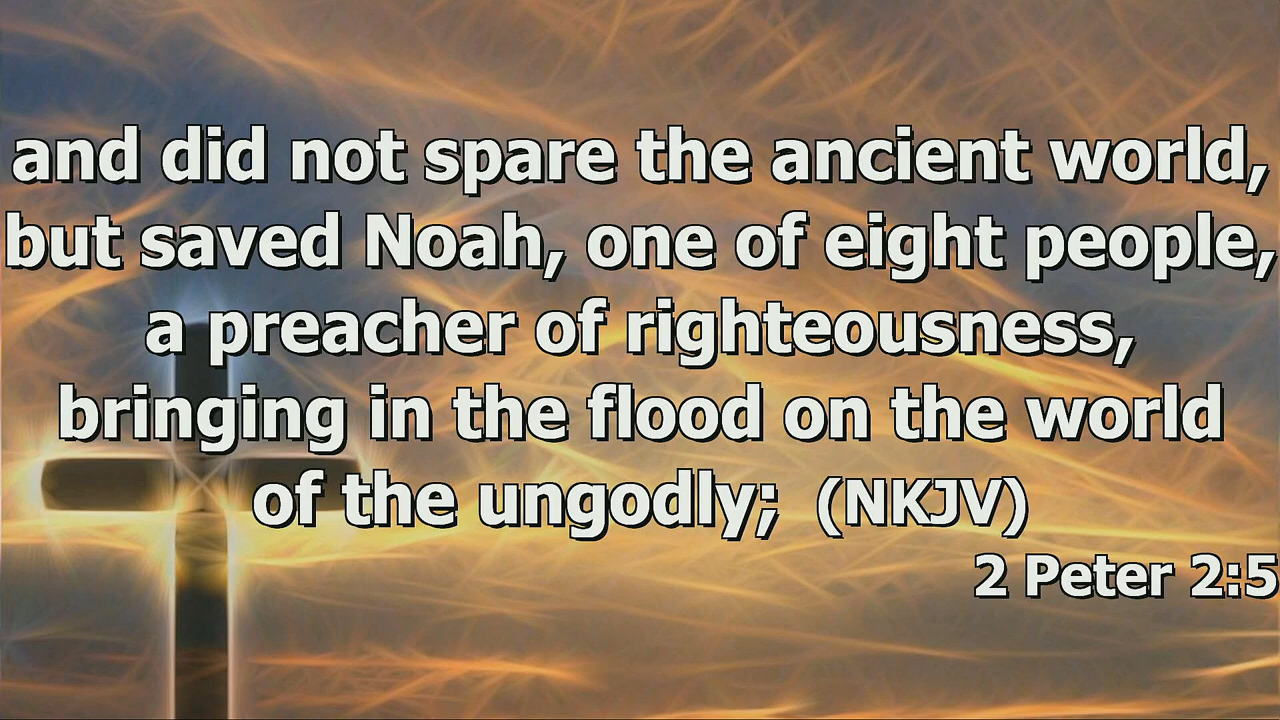 and did not spare the ancient world,
but saved Noah, one of eight people,
a preacher of righteousness,
bringing in the flood on the world
of the ungodly; (NKJV)
2 Peter 2:5